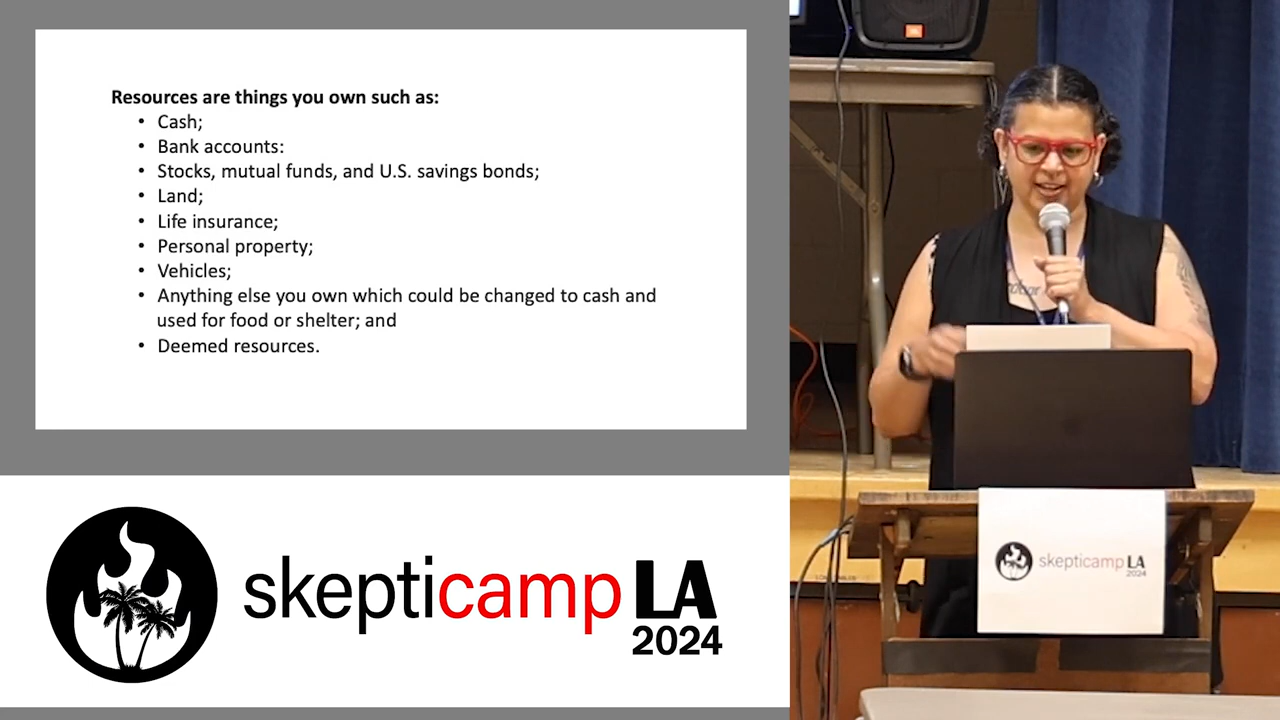 Resources are things you own such as:
• Cash;
• Bank accounts:
• Stocks, mutual funds, and U.S. savings bonds;
• Land;
• Life insurance;
• Personal property;
• Vehicles;
• Anything else you own which could be changed to cash and
used for food or shelter; and
• Deemed resources.
skepticamp LA
2024
JBL
skepticamp LA
2024